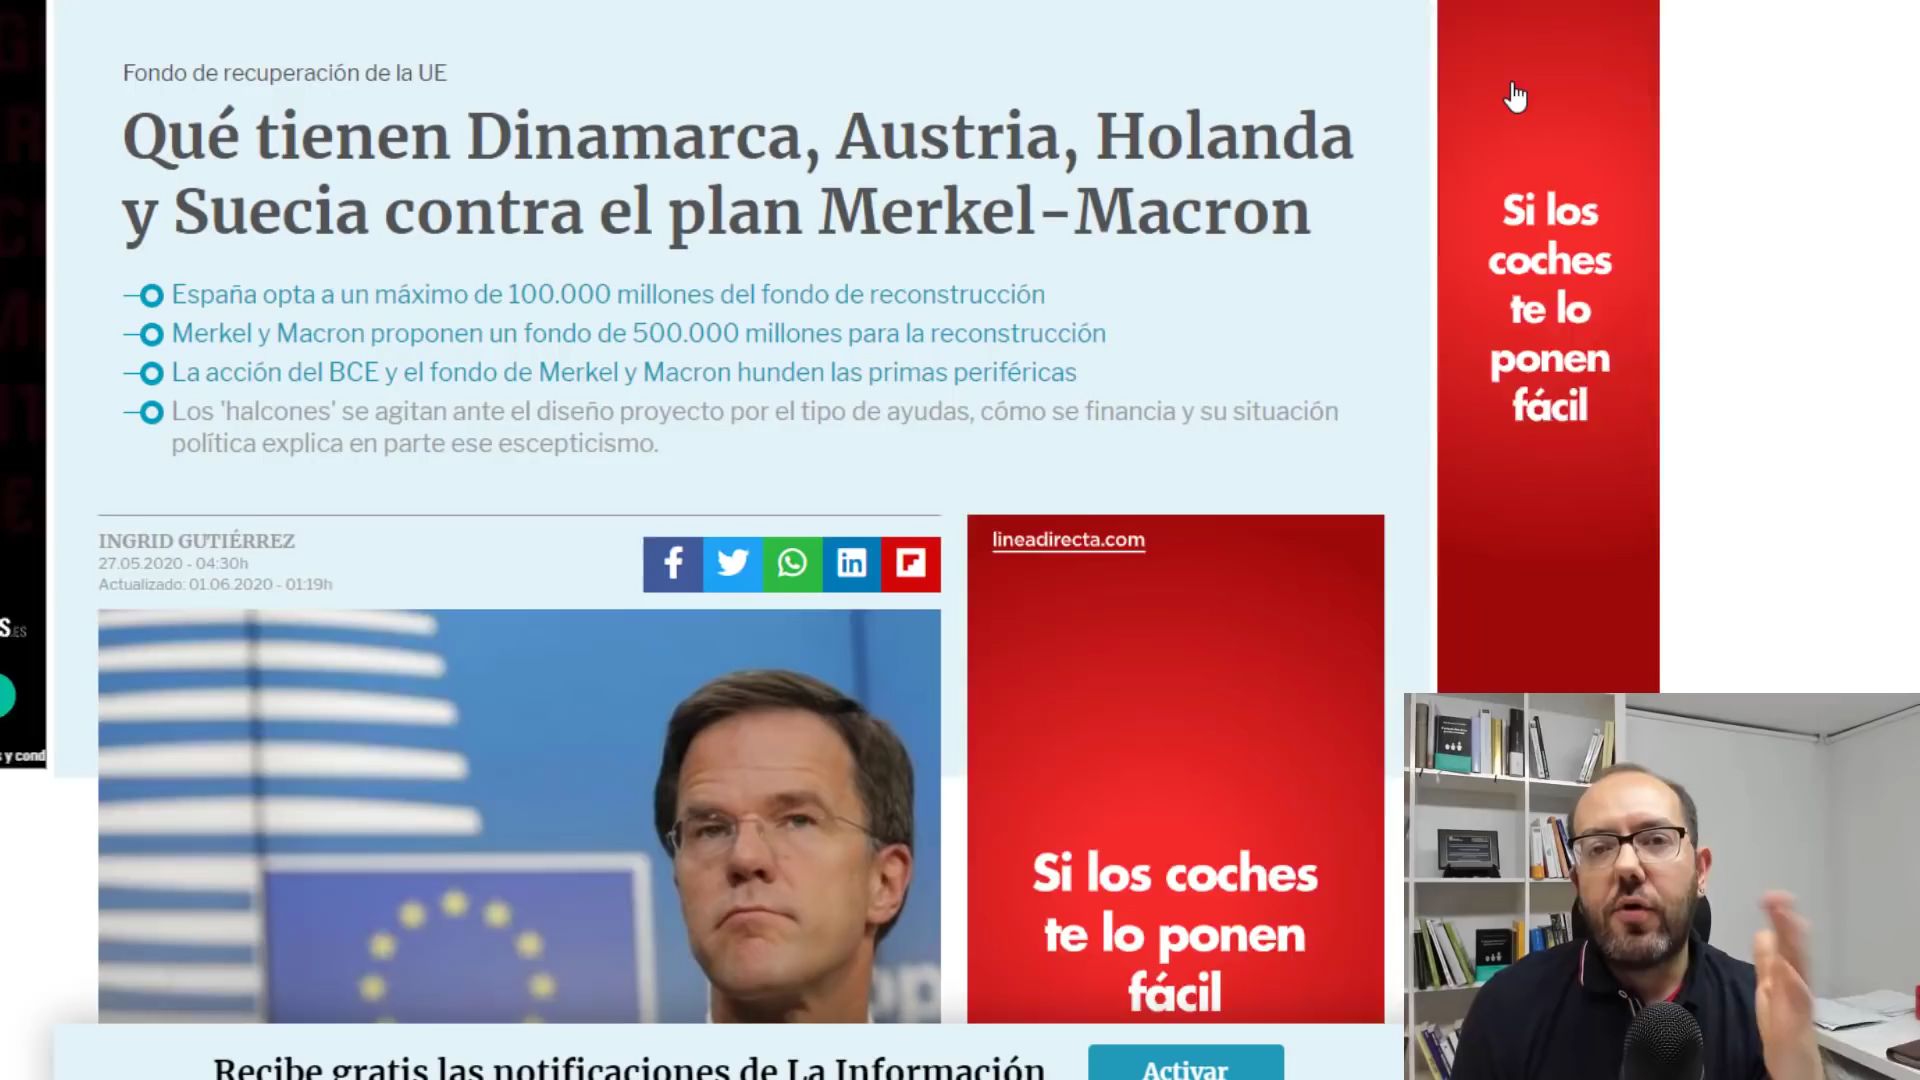 Fondo de recuperación de la UE
Qué tienen Dinamarca, Austria, Holanda
y Suecia contra el plan Merkel-Macron
España opta a un máximo de 100.000 millones del fondo de reconstrucción
Merkel y Macron proponen un fondo de 500.000 millones para la reconstrucción
La acción del BCE y el fondo de Merkel y Macron hunden las primas periféricas
Los 'halcones' se agitan ante el diseño proyecto por el tipo de ayudas, cómo se financia y su situación
política explica en parte ese escepticismo.
INGRID GUTIÉRREZ
27.05.2020 - 04:30h
Actualizado: 01.06.2020 - 01:19h
lineadirecta.com
Si los coches
te lo ponen
fácil
Si los
coches
te lo
ponen
fácil
S.ES
y cond
Recibe gratis las notificaciones de La Información
Activar